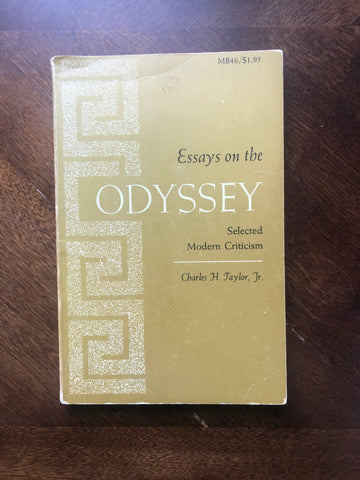 MB46/$1.95
Essays on the
ODYSSEY
Selected
Modern Criticism
Charles H. Taylor, Jr.